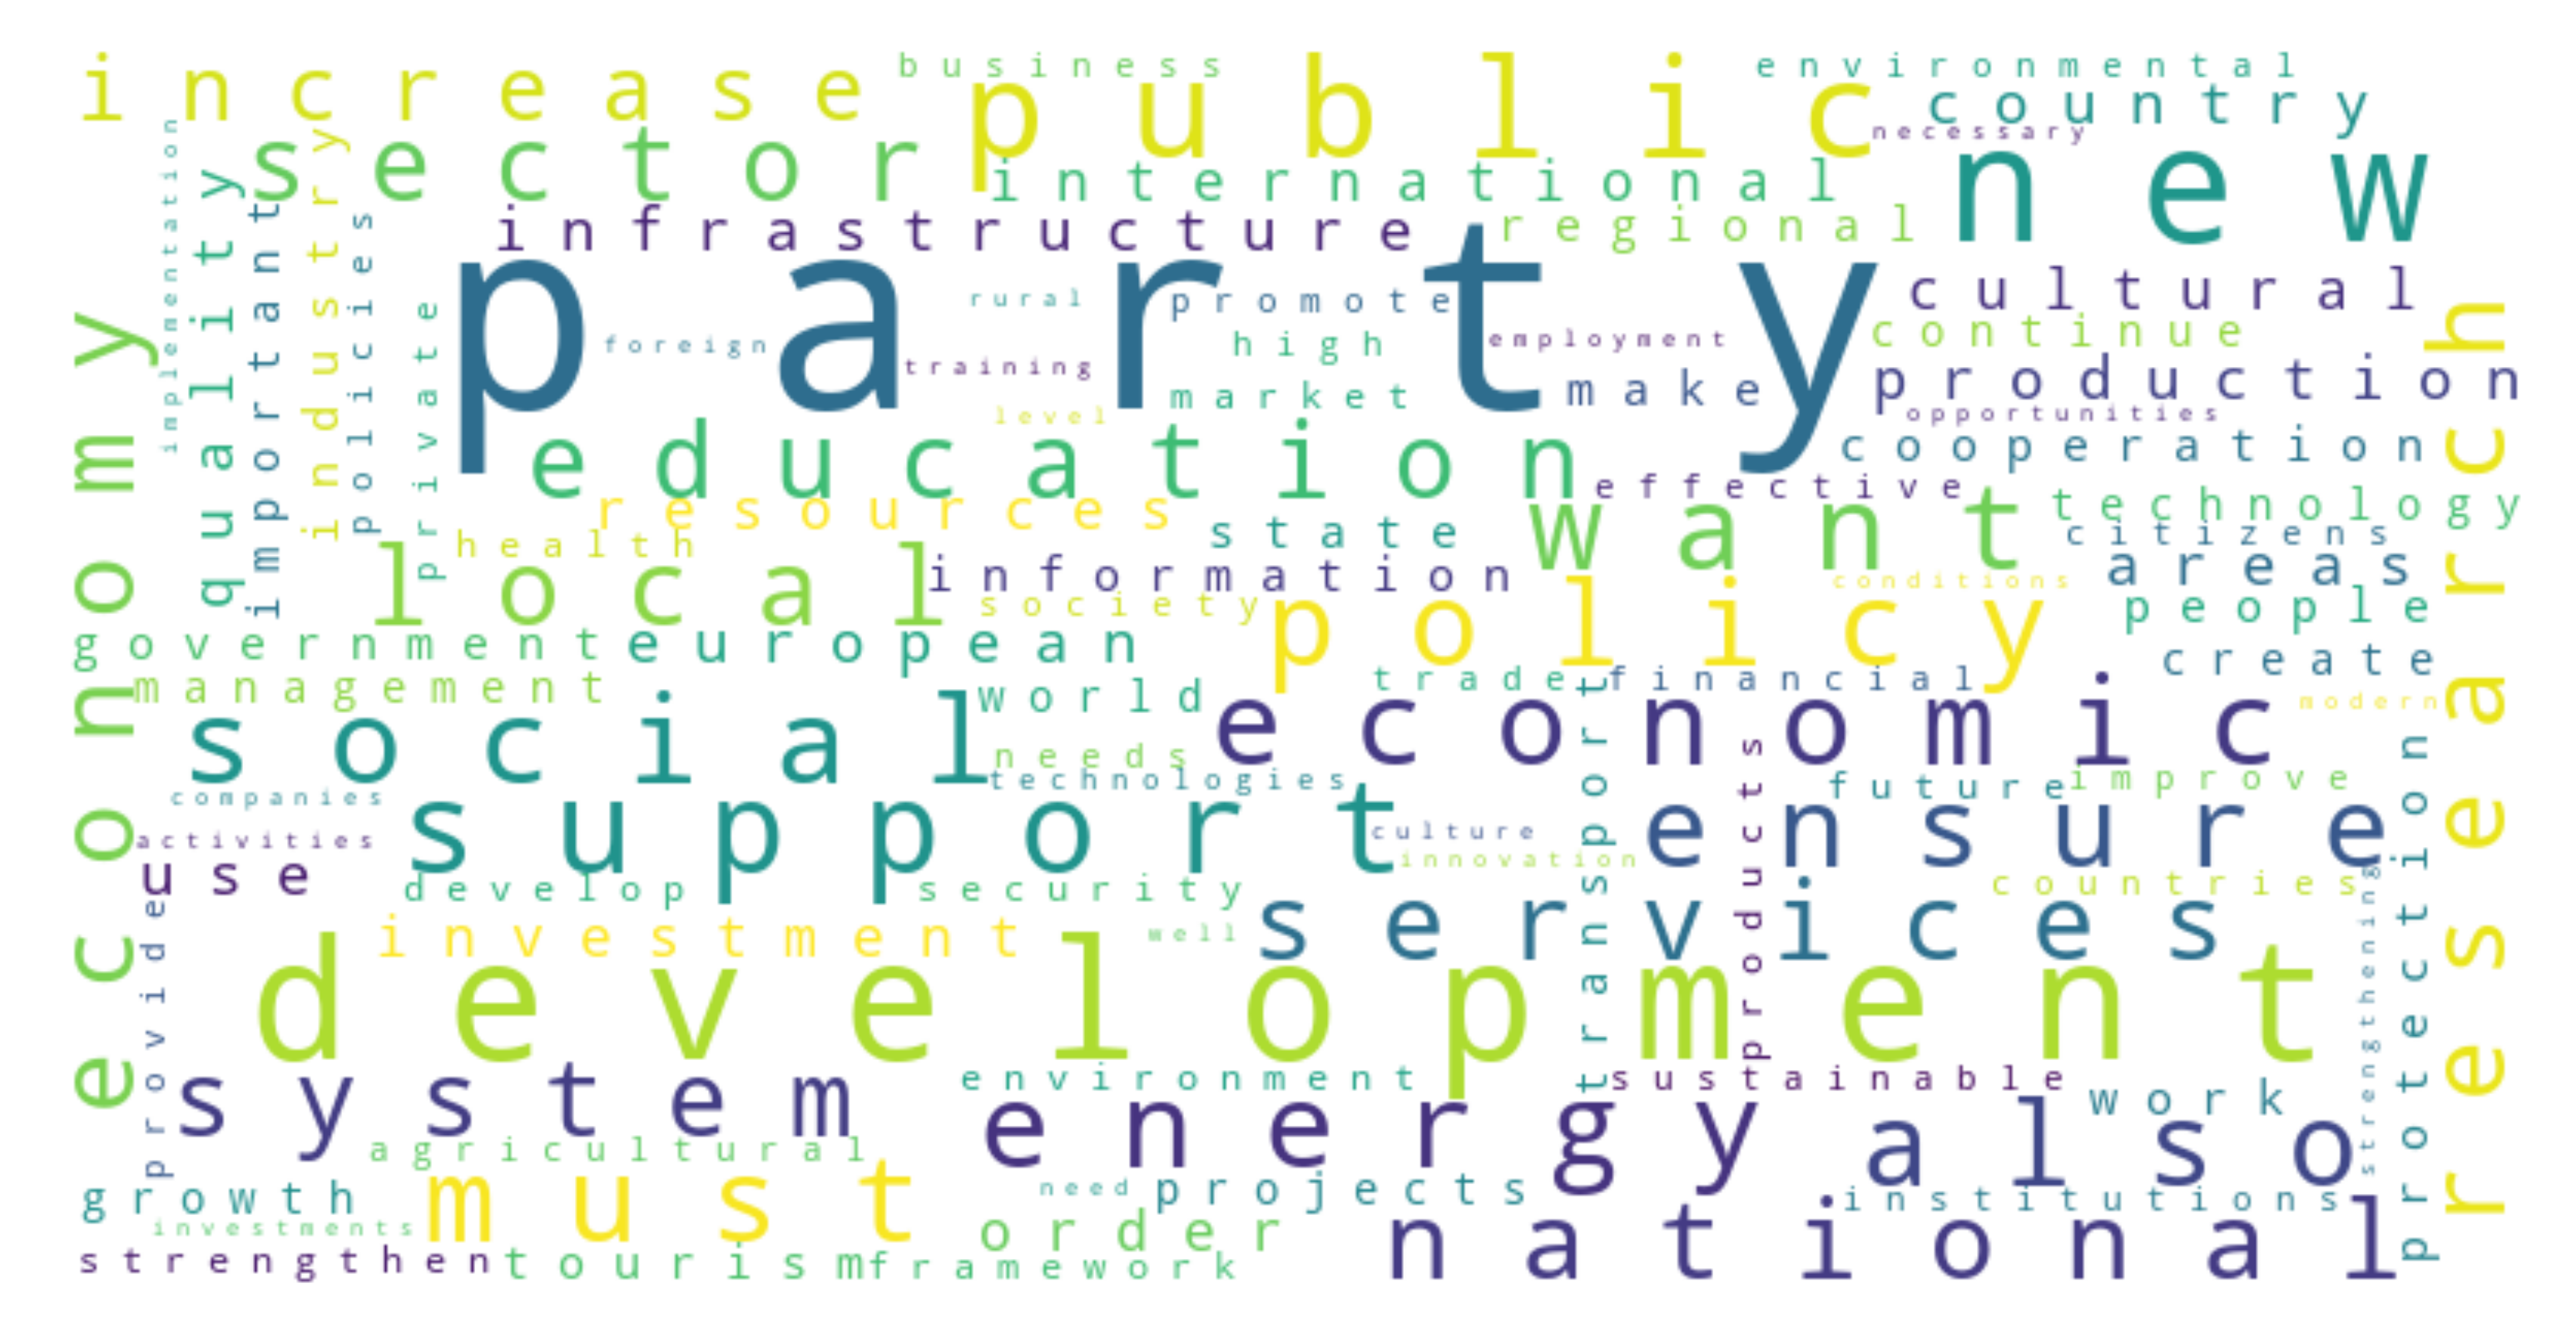 increase
business
public
environmental
country
necessary
sector
international
new
infrastructure
regional
party
cultural
rural
promote
foreign
high
employment
continue
training
market
make
production
level
opportunities
education
cooperation
effective
resources
want
technology
health
state
citizens
local
information
areas
society
policy
conditions
people
government
european
create
management
world
trade
financial
modern
social
economic
needs
technologies
future
improve
companies
support
ensure
activities
culture
innovation
use
develop
security
countries
investment
well
services
development
system
environment
sustainable
work
energy
also
agricultural
growth
must
need
projects
institutions
investments
order
national
strengthen
tourism
framework
economy
implementation
quality
important
industry
policies
private
provide
transport
products
strengthening
protection
research